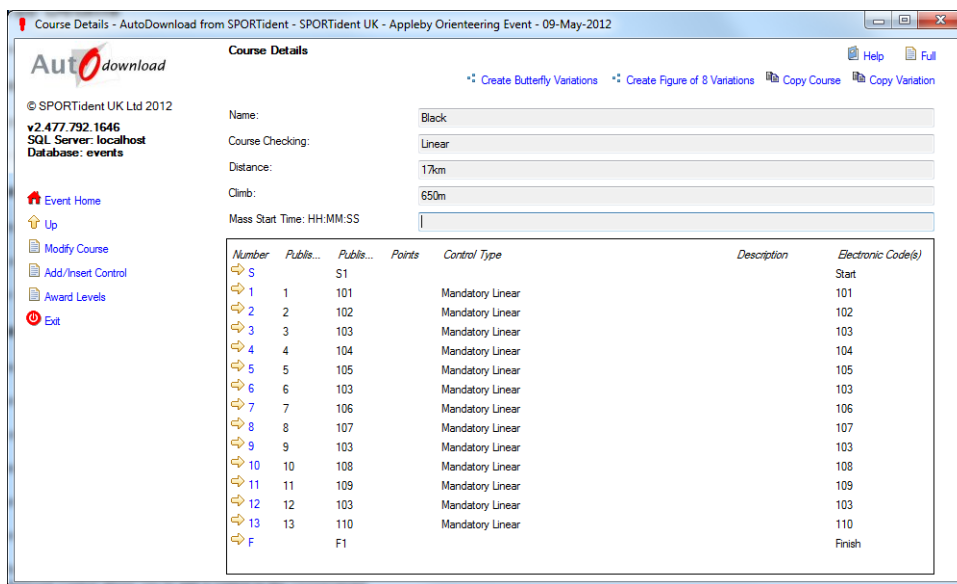 Course Details - AutoDownload from SPORTident - SPORTident UK - Appleby Orienteering Event - 09-May-2012
AutOdownload
© SPORTident UK Ltd 2012
v2.477.792.1646
SQL Server: localhost
Database: events
Event Home
Up
Modify Course
Add/Insert Control
Award Levels
Exit
Course Details
Help Full
Create Butterfly Variations Create Figure of 8 Variations Copy Course Copy Variation
Name: Black
Course Checking: Linear
Distance: 17km
Climb: 650m
Mass Start Time: HH:MM:SS
Number Publis... Publis... Points Control Type Description Electronic Code(s)
S S1 Start
1 1 101 Mandatory Linear 101
2 2 102 Mandatory Linear 102
3 3 103 Mandatory Linear 103
4 4 104 Mandatory Linear 104
5 5 105 Mandatory Linear 105
6 6 103 Mandatory Linear 103
7 7 106 Mandatory Linear 106
8 8 107 Mandatory Linear 107
9 9 103 Mandatory Linear 103
10 10 108 Mandatory Linear 108
11 11 109 Mandatory Linear 109
12 12 103 Mandatory Linear 103
13 13 110 Mandatory Linear 110
F F1 Finish